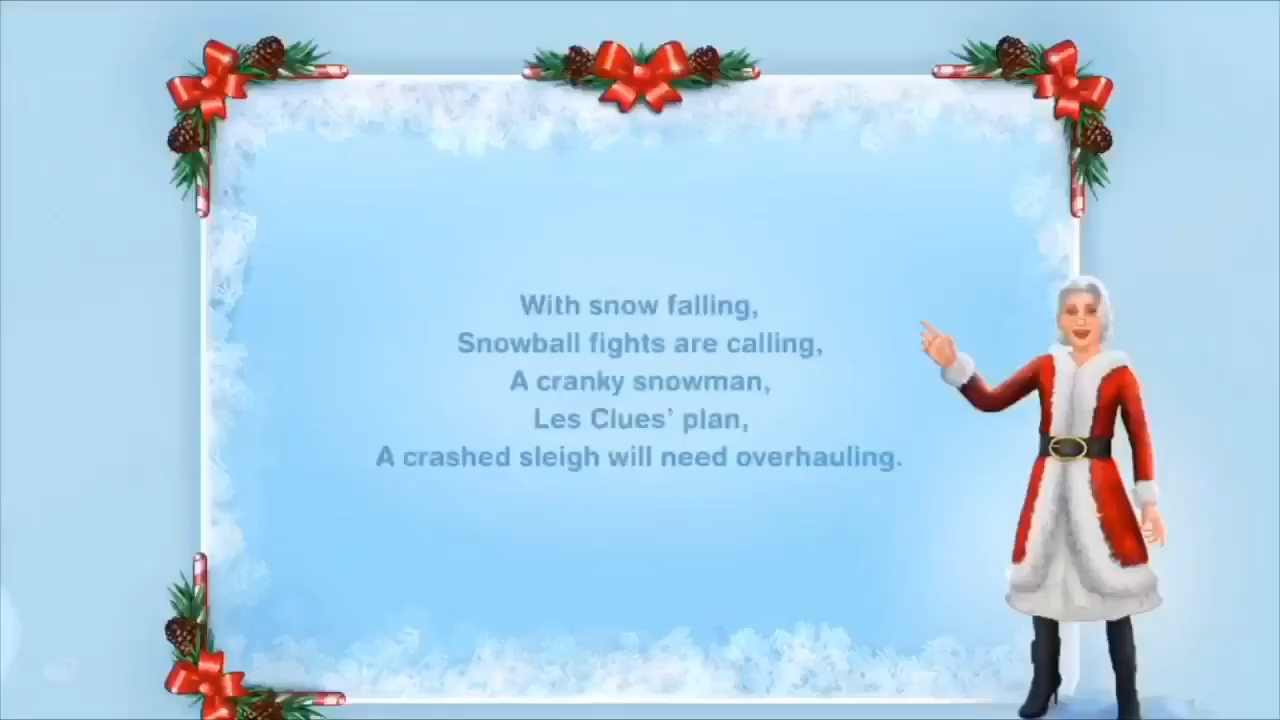 With snow falling,
Snowball fights are calling,
A cranky snowman,
Les Clues’ plan,
A crashed sleigh will need overhauling.